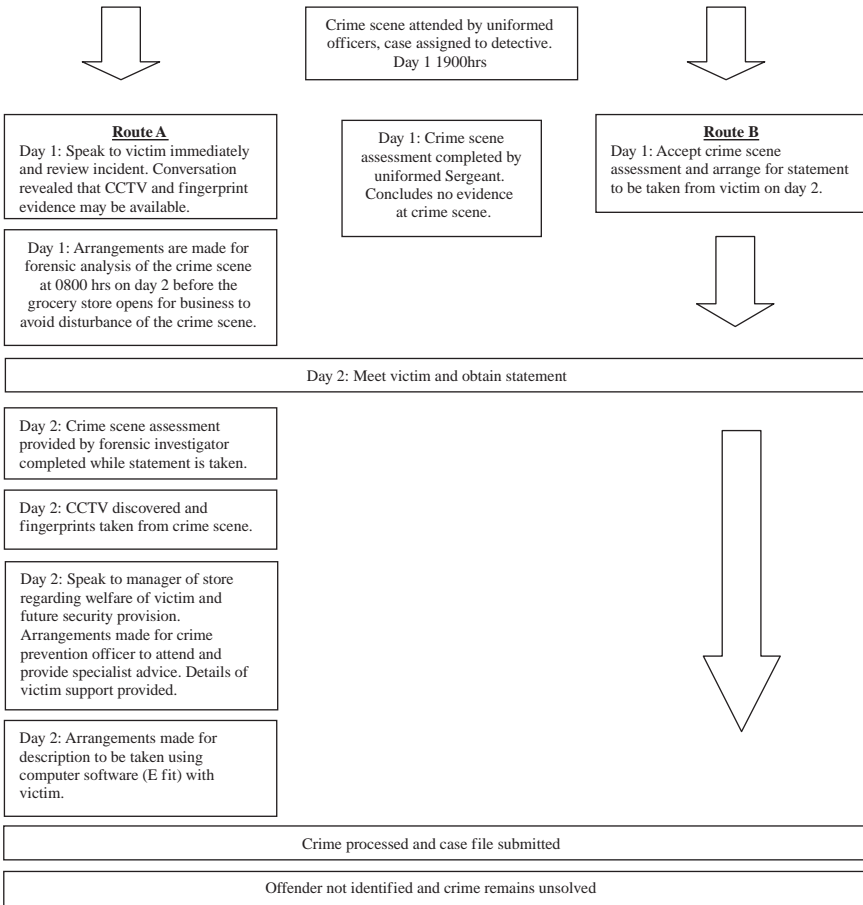 Crime scene attended by uniformed
officers, case assigned to detective.
Day 1 1900hrs
Route A
Day 1: Speak to victim immediately
and review incident. Conversation
revealed that CCTV and fingerprint
evidence may be available.
Day 1: Crime scene
assessment completed by
uniformed Sergeant.
Concludes no evidence
at crime scene.
Route B
Day 1: Accept crime scene
assessment and arrange for statement
to be taken from victim on day 2.
Day 1: Arrangements are made for
forensic analysis of the crime scene
at 0800 hrs on day 2 before the
grocery store opens for business to
avoid disturbance of the crime scene.
Day 2: Meet victim and obtain statement
Day 2: Crime scene assessment
provided by forensic investigator
completed while statement is taken.
Day 2: CCTV discovered and
fingerprints taken from crime scene.
Day 2: Speak to manager of store
regarding welfare of victim and
future security provision.
Arrangements made for crime
prevention officer to attend and
provide specialist advice. Details of
victim support provided.
Day 2: Arrangements made for
description to be taken using
computer software (E fit) with
victim.
Crime processed and case file submitted
Offender not identified and crime remains unsolved